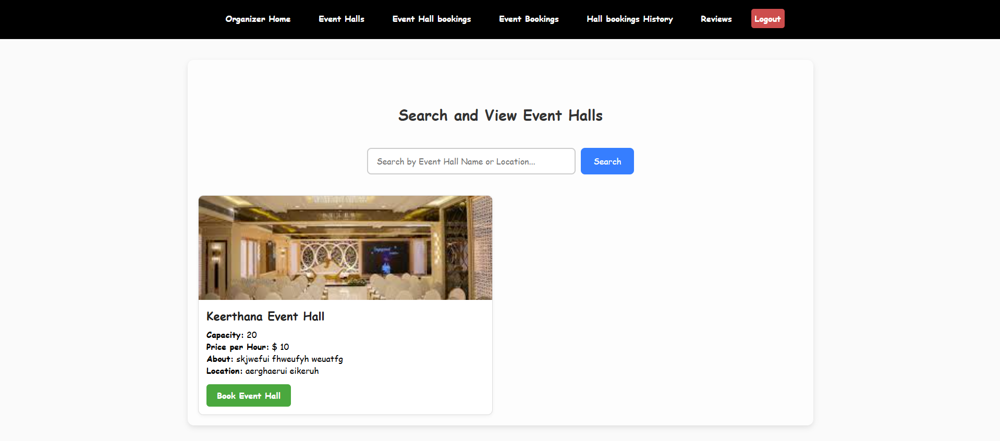 Organizer Home Event Halls Event Hall bookings Event Bookings Hall bookings History Reviews Logout
Search and View Event Halls
Search by Event Hall Name or Location... Search
Keerthana Event Hall
Capacity: 20
Price per Hour: $ 10
About: skjwefui fhweufyh weuatfg
Location: aerghaerui eikeruh
Book Event Hall